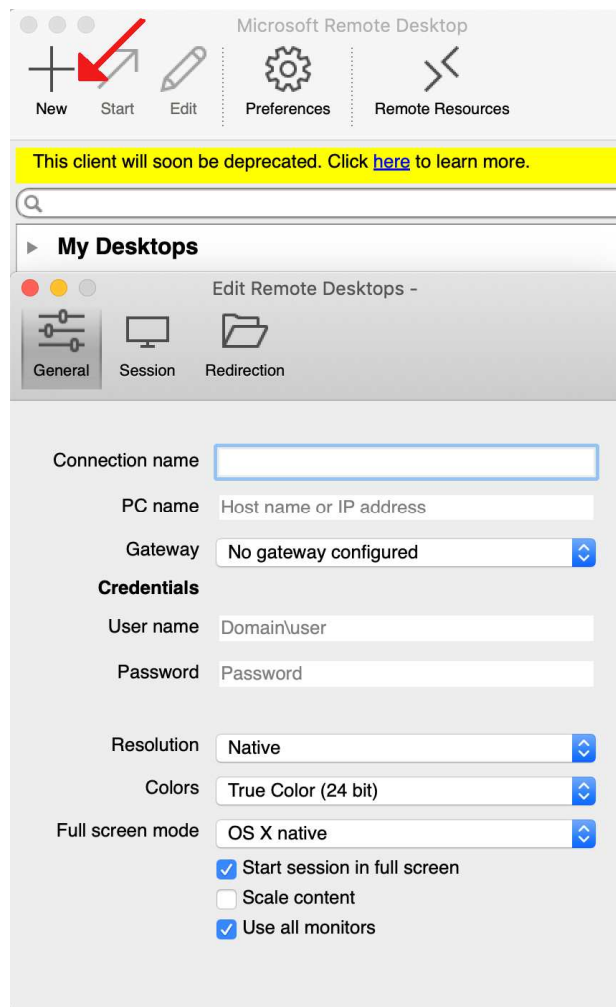 Microsoft Remote Desktop
New Start Edit Preferences Remote Resources
This client will soon be deprecated. Click here to learn more.
My Desktops
Edit Remote Desktops -
General Session Redirection
Connection name
PC name Host name or IP address
Gateway No gateway configured
Credentials
User name Domain\user
Password Password
Resolution Native
Colors True Color (24 bit)
Full screen mode OS X native
Start session in full screen
Scale content
Use all monitors